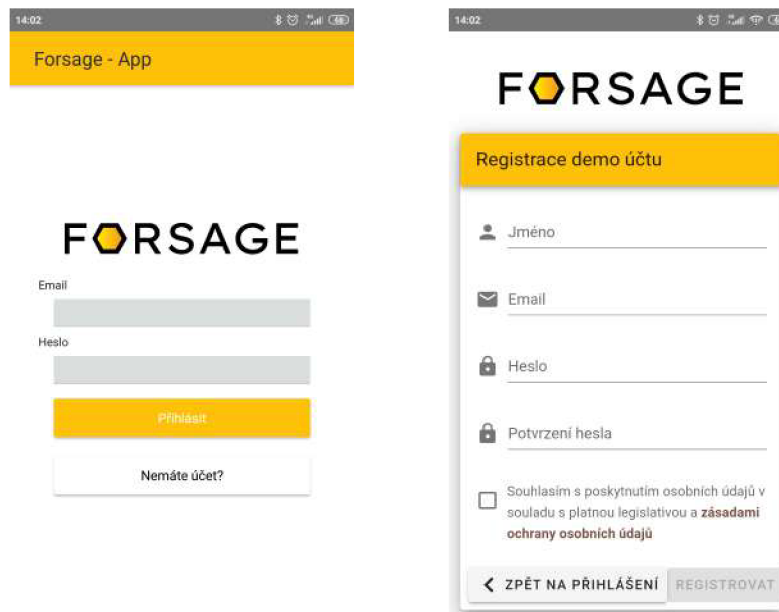 14:02
Forsage - App
FORSAGE
Email
Heslo
Přihlásit
Nemáte účet?
14:02
FORSAGE
Registrace demo účtu
Jméno
Email
Heslo
Potvrzení hesla
Souhlasím s poskytnutím osobních údajů v
souladu s platnou legislativou a zásadami
ochrany osobních údajů
ZPĚT NA PŘIHLÁŠENÍ REGISTROVAT